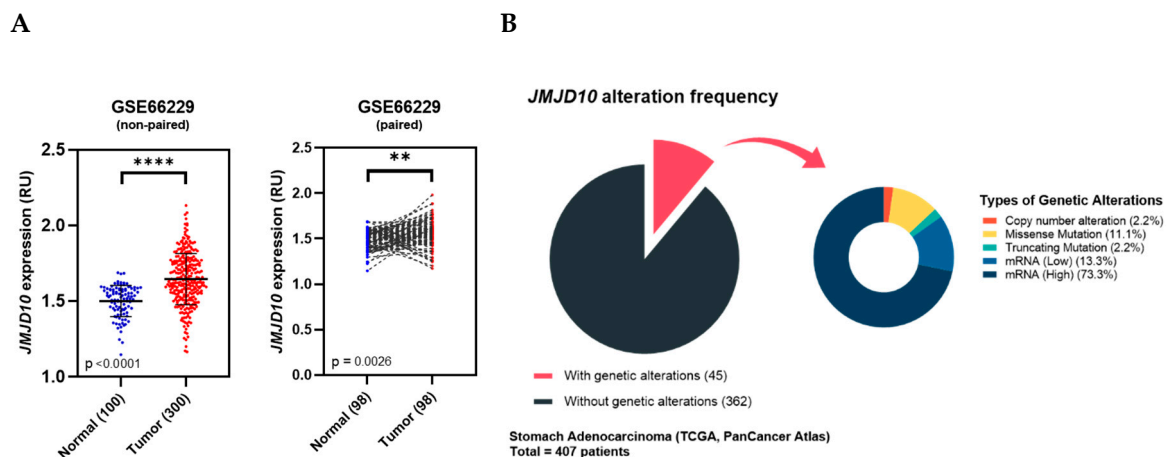 A
GSE66229
(non-paired)
JMJD10 expression (RU)
2.5
2.0
1.5
1.0
****
p <0.0001
Normal (100)
Tumor (300)
GSE66229
(paired)
JMJD10 expression (RU)
2.5
2.0
1.5
1.0
0.5
0.0
**
p = 0.0026
Normal (98)
Tumor (98)
B
JMJD10 alteration frequency
With genetic alterations (45)
Without genetic alterations (362)
Types of Genetic Alterations
Copy number alteration (2.2%)
Missense Mutation (11.1%)
Truncating Mutation (2.2%)
mRNA (Low) (13.3%)
mRNA (High) (73.3%)
Stomach Adenocarcinoma (TCGA, PanCancer Atlas)
Total = 407 patients